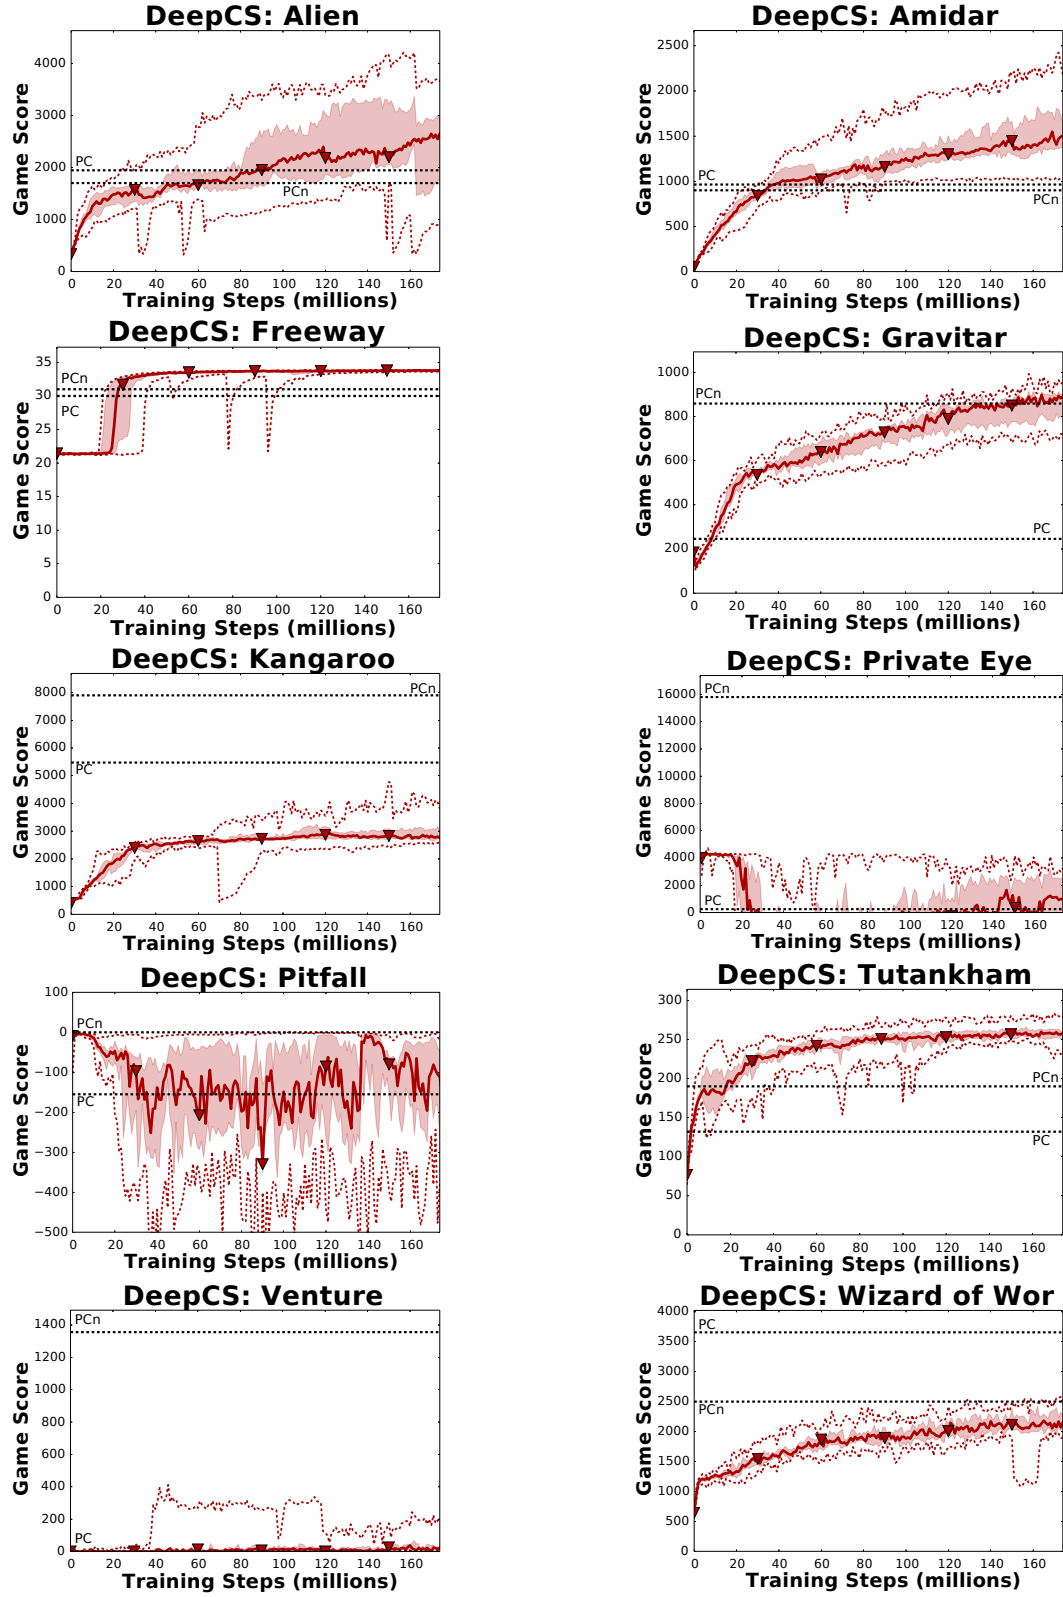 DeepCS: Alien
Game Score
4000
3000
2000
1000
0
PC
PCn
0 20 40 60 80 100 120 140 160
Training Steps (millions)
DeepCS: Amidar
Game Score
2500
2000
1500
1000
500
0
PC
PCn
0 20 40 60 80 100 120 140 160
Training Steps (millions)
DeepCS: Freeway
Game Score
35
30
25
20
15
10
5
0
PCn
PC
0 20 40 60 80 100 120 140 160
Training Steps (millions)
DeepCS: Gravitar
Game Score
1000
800
600
400
200
0
PCn
PC
0 20 40 60 80 100 120 140 160
Training Steps (millions)
DeepCS: Kangaroo
Game Score
8000
7000
6000
5000
4000
3000
2000
1000
0
PCn
PC
0 20 40 60 80 100 120 140 160
Training Steps (millions)
DeepCS: Private Eye
Game Score
16000
14000
12000
10000
8000
6000
4000
2000
0
PCn
PC
0 20 40 60 80 100 120 140 160
Training Steps (millions)
DeepCS: Pitfall
Game Score
100
0
−100
−200
−300
−400
−500
PCn
PC
0 20 40 60 80 100 120 140 160
Training Steps (millions)
DeepCS: Tutankham
Game Score
300
250
200
150
100
50
0
PCn
PC
0 20 40 60 80 100 120 140 160
Training Steps (millions)
DeepCS: Venture
Game Score
1400
1200
1000
800
600
400
200
0
PCn
PC
0 20 40 60 80 100 120 140 160
Training Steps (millions)
DeepCS: Wizard of Wor
Game Score
4000
3500
3000
2500
2000
1500
1000
500
0
PC
PCn
0 20 40 60 80 100 120 140 160
Training Steps (millions)